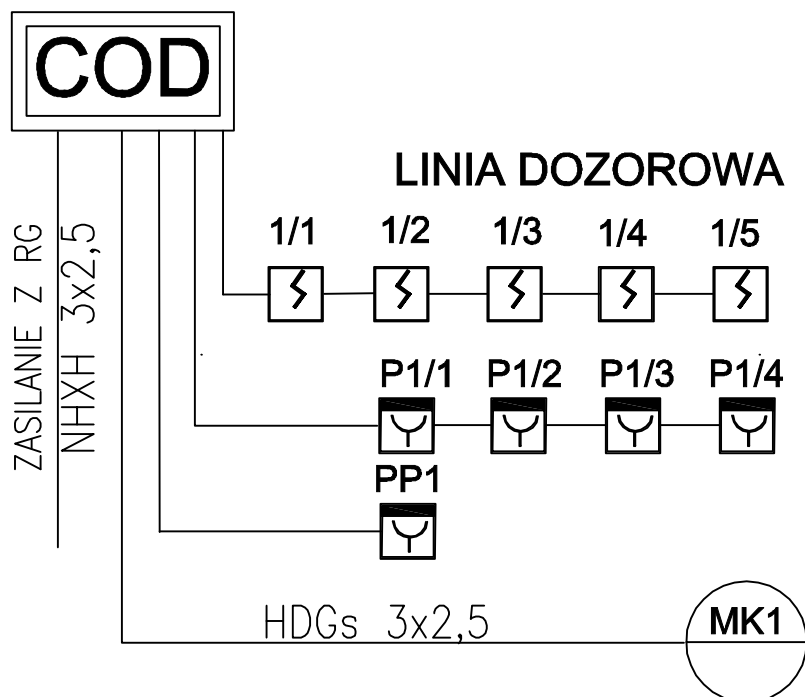 COD
LINIA DOZOROWA
1/1 1/2 1/3 1/4 1/5
P1/1 P1/2 P1/3 P1/4
PP1
ZASILANIE Z RG
NHXH 3x2,5
HDGs 3x2,5
MK1